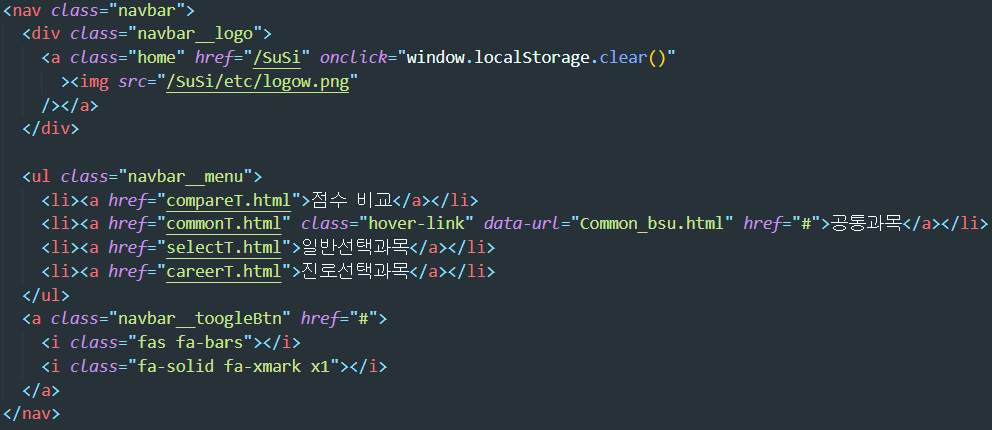 <nav class="navbar">
<div class="navbar__logo">
<a class="home" href="/SuSi" onclick="window.localStorage.clear()"
><img src="/SuSi/etc/logow.png"
/></a>
</div>
<ul class="navbar__menu">
<li><a href="compareT.html">점수 비교</a></li>
<li><a href="commonT.html" class="hover-link" data-url="Common_bsu.html" href="#">공통과목</a></li>
<li><a href="selectT.html">일반선택과목</a></li>
<li><a href="careerT.html">진로선택과목</a></li>
</ul>
<a class="navbar__toogleBtn" href="#">
<i class="fas fa-bars"></i>
<i class="fa-solid fa-xmark x1"></i>
</a>
</nav>